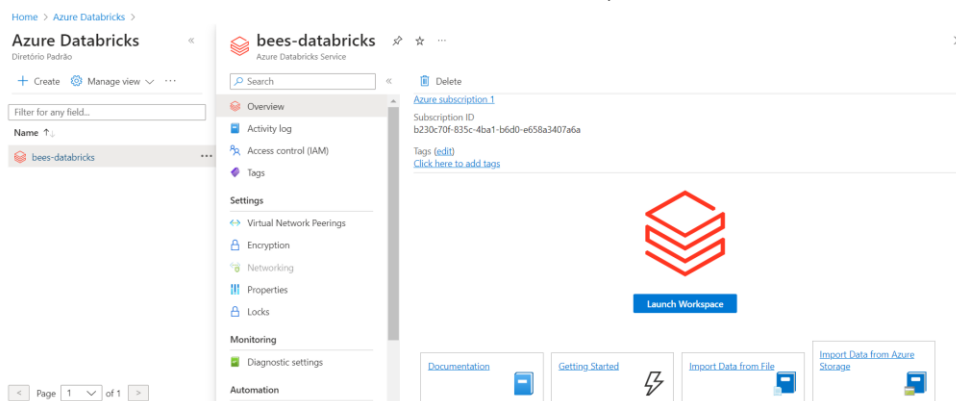 Home > Azure Databricks >
Azure Databricks
Diretório Padrão
«
+ Create
Manage view
···
Filter for any field...
Name ↑↓
bees-databricks
···
< Page 1 of 1 >
bees-databricks
···
Azure Databricks Service
Search
«
Overview
Activity log
Access control (IAM)
Tags
Settings
Virtual Network Peerings
Encryption
Networking
Properties
Locks
Monitoring
Diagnostic settings
Automation
Delete
Azure subscription 1
Subscription ID
b230c70f-835c-4ba1-b6d0-e658a3407a6a
Tags (edit)
Click here to add tags
Launch Workspace
Documentation
Getting Started
Import Data from File
Import Data from Azure
Storage